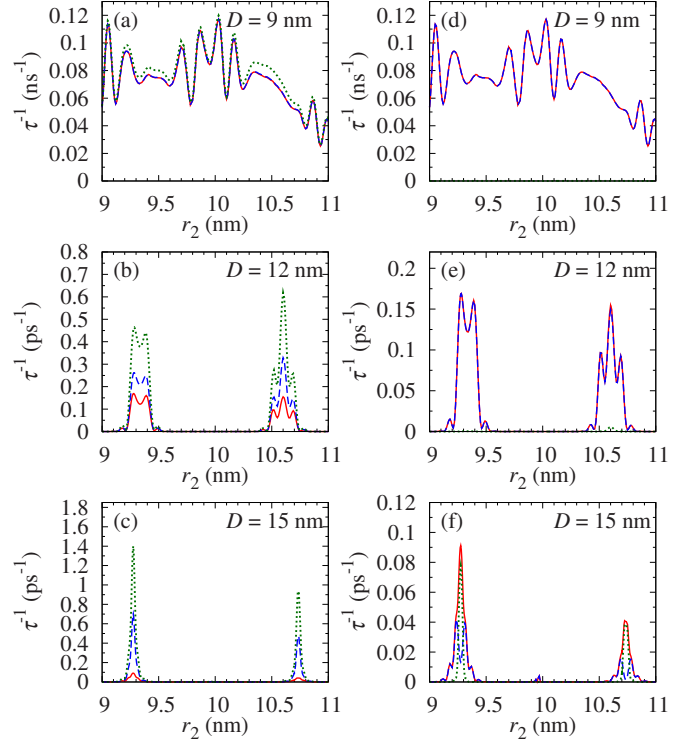 (a) D = 9 nm
τ⁻¹ (ns⁻¹)
0.12
0.1
0.08
0.06
0.04
0.02
0
9 9.5 10 10.5 11
r₂ (nm)
(d) D = 9 nm
τ⁻¹ (ns⁻¹)
0.12
0.1
0.08
0.06
0.04
0.02
0
9 9.5 10 10.5 11
r₂ (nm)
(b) D = 12 nm
τ⁻¹ (ps⁻¹)
0.8
0.7
0.6
0.5
0.4
0.3
0.2
0.1
0
9 9.5 10 10.5 11
r₂ (nm)
(e) D = 12 nm
τ⁻¹ (ps⁻¹)
0.2
0.15
0.1
0.05
0
9 9.5 10 10.5 11
r₂ (nm)
(c) D = 15 nm
τ⁻¹ (ps⁻¹)
1.8
1.6
1.4
1.2
1
0.8
0.6
0.4
0.2
0
9 9.5 10 10.5 11
r₂ (nm)
(f) D = 15 nm
τ⁻¹ (ps⁻¹)
0.12
0.1
0.08
0.06
0.04
0.02
0
9 9.5 10 10.5 11
r₂ (nm)